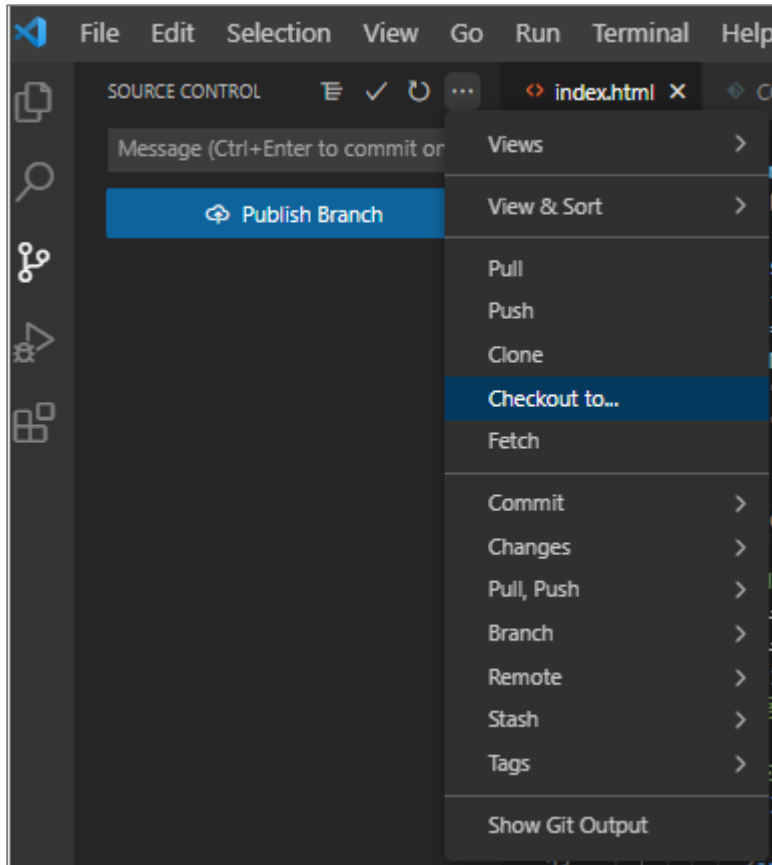 File Edit Selection View Go Run Terminal Help
SOURCE CONTROL
index.html
Message (Ctrl+Enter to commit or
Publish Branch
Views
View & Sort
Pull
Push
Clone
Checkout to...
Fetch
Commit
Changes
Pull, Push
Branch
Remote
Stash
Tags
Show Git Output